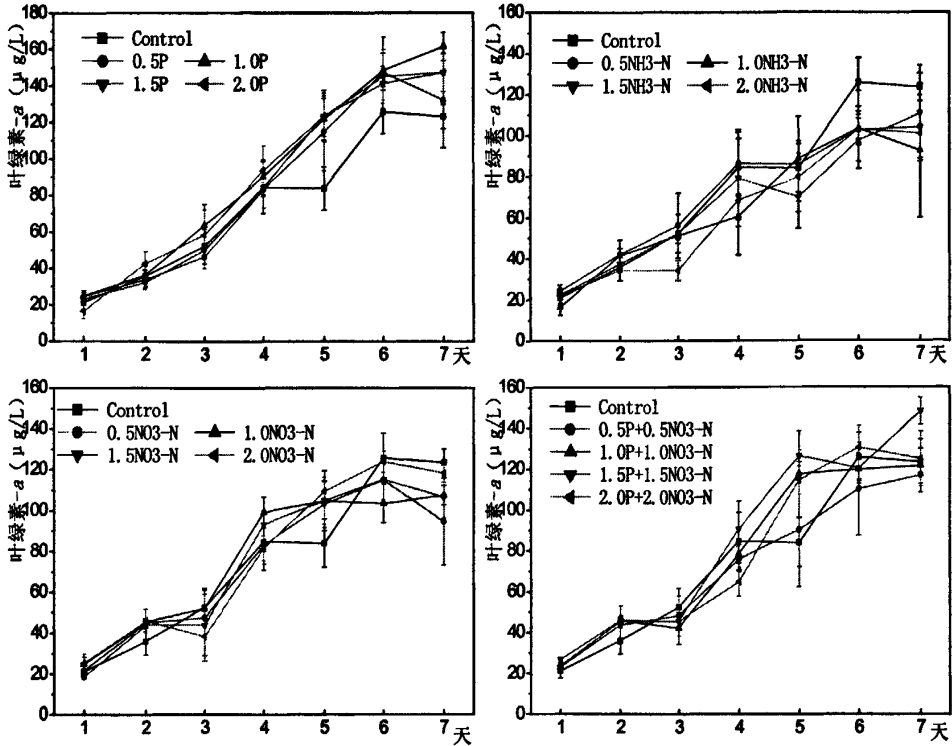 叶绿素-a(μg/L)
180
160
140
120
100
80
60
40
20
0
Control
0.5P 1.0P
1.5P 2.0P
1 2 3 4 5 6 7 天
叶绿素-a(μg/L)
160
140
120
100
80
60
40
20
0
Control
0.5NH3-N 1.0NH3-N
1.5NH3-N 2.0NH3-N
1 2 3 4 5 6 7 天
叶绿素-a(μg/L)
160
140
120
100
80
60
40
20
0
Control
0.5NO3-N 1.0NO3-N
1.5NO3-N 2.0NO3-N
1 2 3 4 5 6 7 天
叶绿素-a(μg/L)
160
140
120
100
80
60
40
20
0
Control
0.5P+0.5NO3-N
1.0P+1.0NO3-N
1.5P+1.5NO3-N
2.0P+2.0NO3-N
1 2 3 4 5 6 7 天